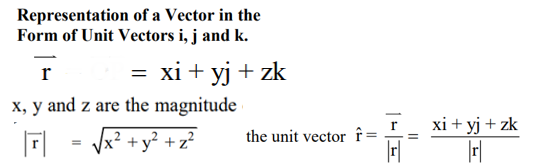 Representation of a Vector in the
Form of Unit Vectors i, j and k.
r̅ = xi + yj + zk
x, y and z are the magnitude
|r̅| = √x² + y² + z² the unit vector r̂ = r̅/|r| = xi + yj + zk/|r|